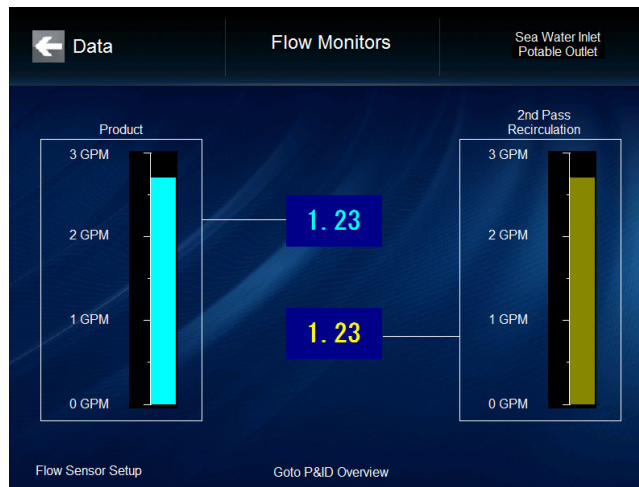 Data
Flow Monitors
Sea Water Inlet
Potable Outlet
Product
2nd Pass
Recirculation
3 GPM
3 GPM
1.23
2 GPM
2 GPM
1 GPM
1.23
1 GPM
0 GPM
0 GPM
Flow Sensor Setup
Goto P&ID Overview